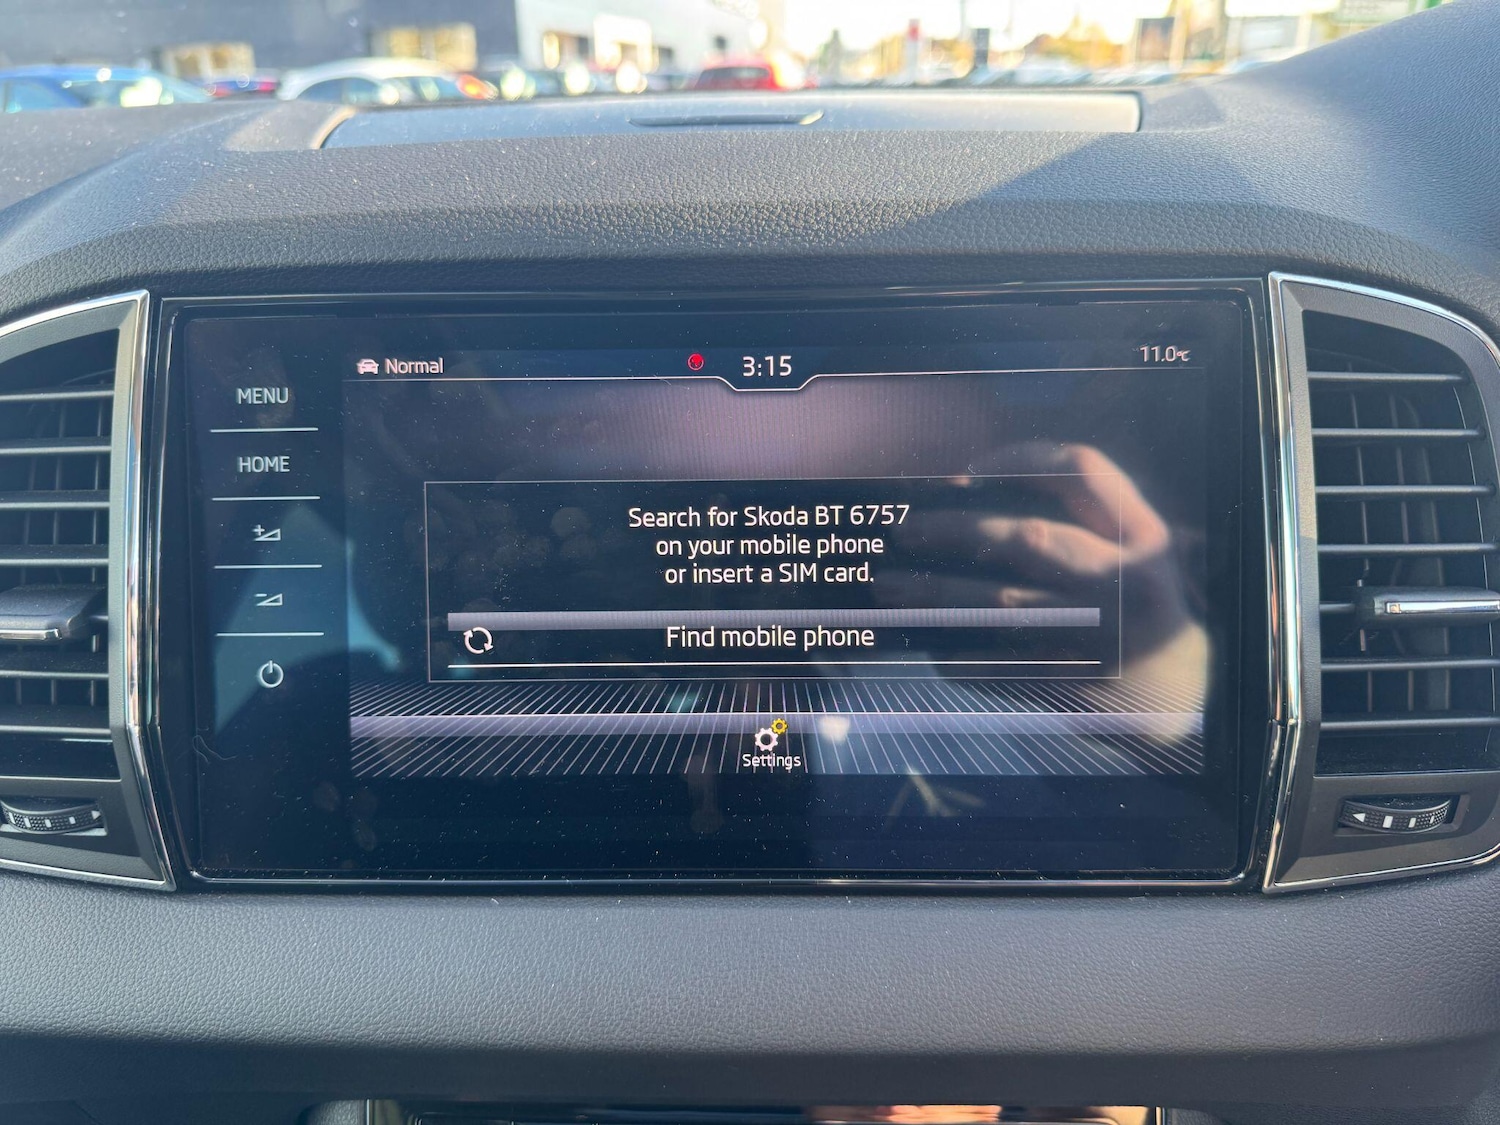 Normal
3:15
11.0°C
MENU
HOME
Search for Skoda BT 6757
on your mobile phone
or insert a SIM card.
Find mobile phone
Settings